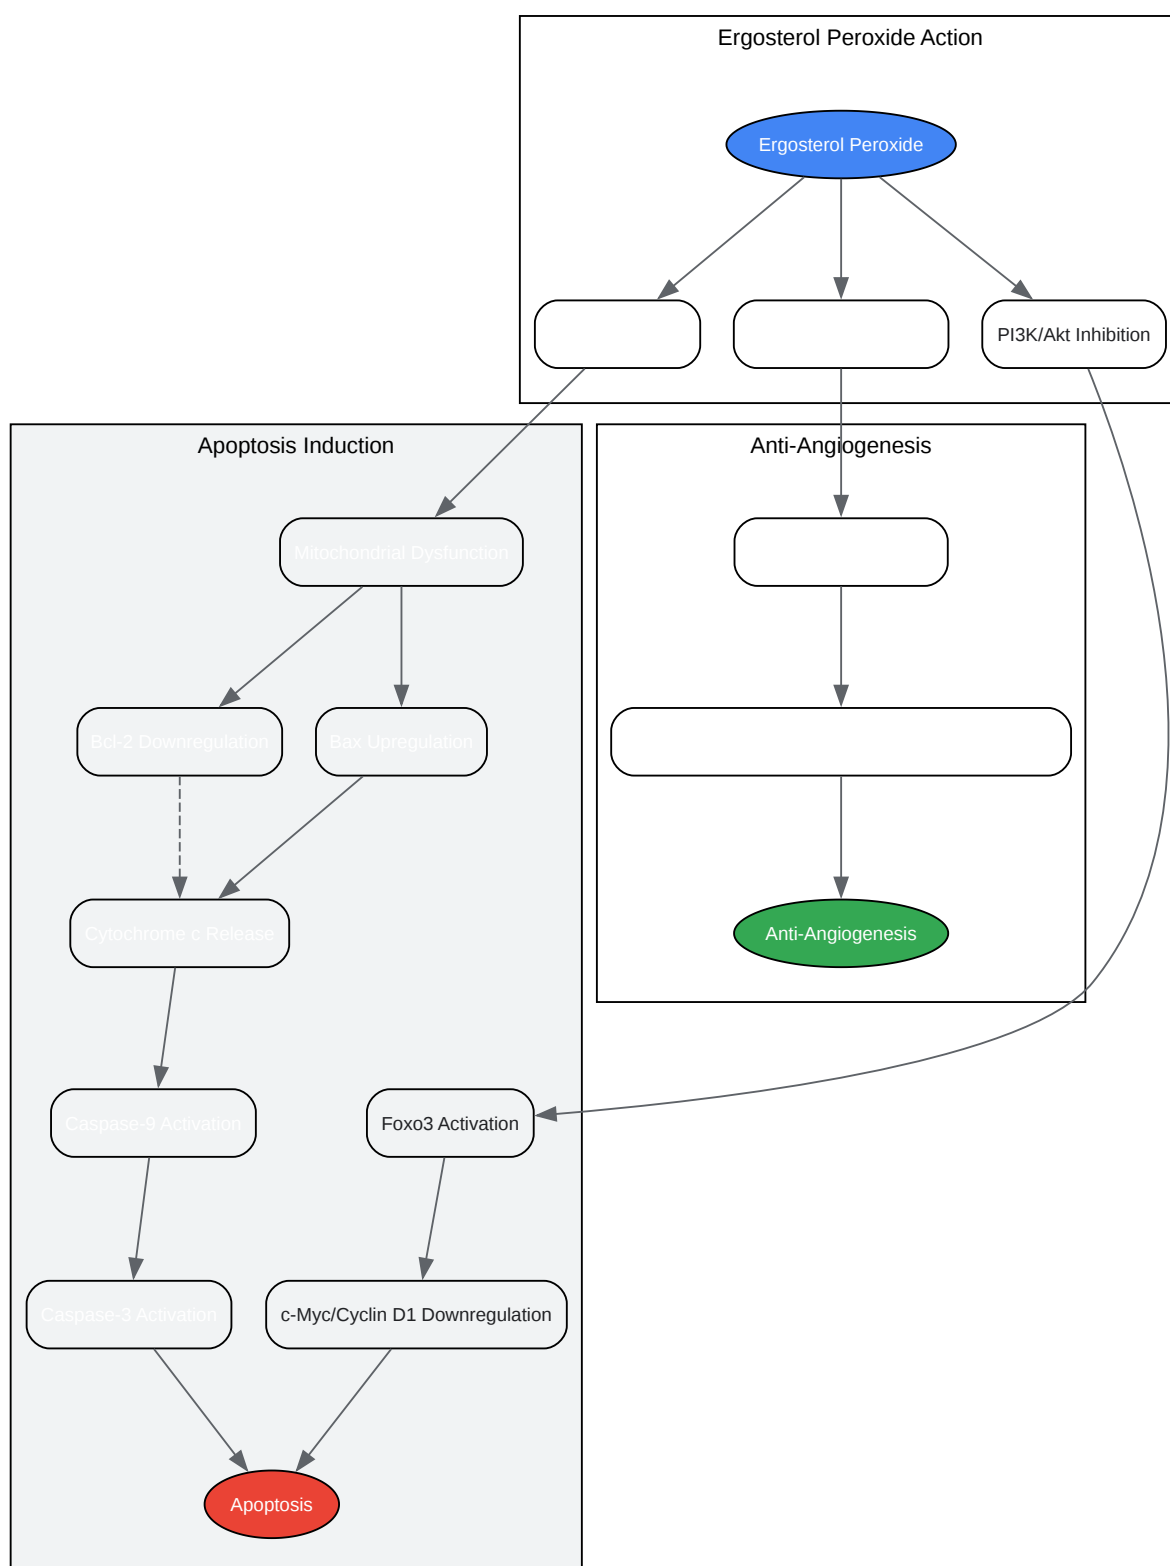 Ergosterol Peroxide Action
Ergosterol Peroxide
PI3K/Akt Inhibition
Apoptosis Induction
Anti-Angiogenesis
Mitochondrial Dysfunction
Bcl-2 Downregulation
Bax Upregulation
Cytochrome c Release
Anti-Angiogenesis
Caspase-9 Activation
Foxo3 Activation
Caspase-3 Activation
c-Myc/Cyclin D1 Downregulation
Apoptosis